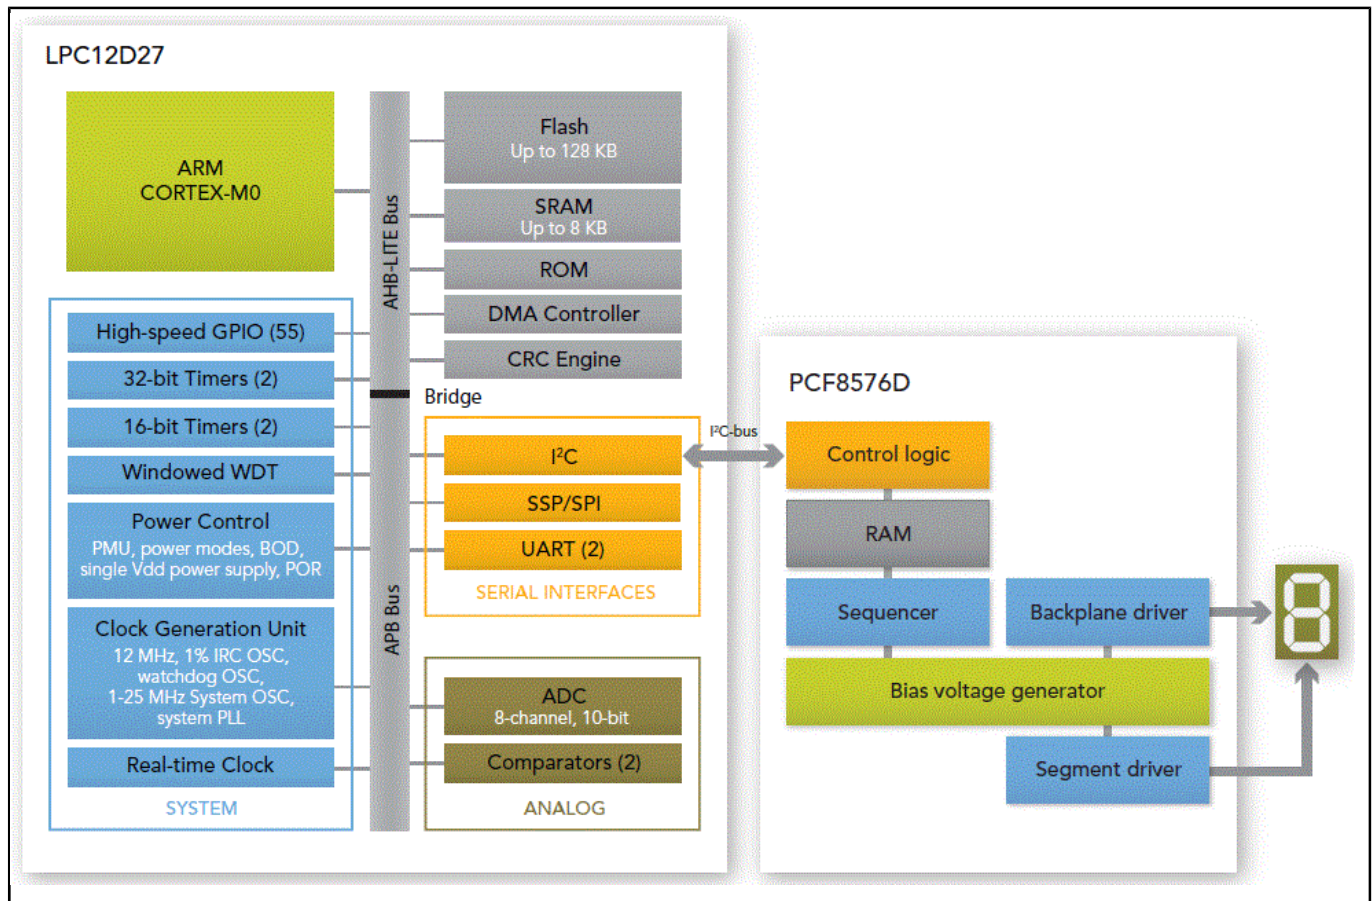 LPC12D27
ARM
CORTEX-M0
AHB-LITE Bus
Flash
Up to 128 KB
SRAM
Up to 8 KB
ROM
DMA Controller
CRC Engine
High-speed GPIO (55)
32-bit Timers (2)
16-bit Timers (2)
Windowed WDT
Power Control
PMU, power modes, BOD,
single Vdd power supply, POR
Clock Generation Unit
12 MHz, 1% IRC OSC,
watchdog OSC,
1-25 MHz System OSC,
system PLL
Real-time Clock
SYSTEM
Bridge
APB Bus
I²C
SSP/SPI
UART (2)
SERIAL INTERFACES
ADC
8-channel, 10-bit
Comparators (2)
ANALOG
I²C-bus
PCF8576D
Control logic
RAM
Sequencer
Backplane driver
Bias voltage generator
Segment driver
8